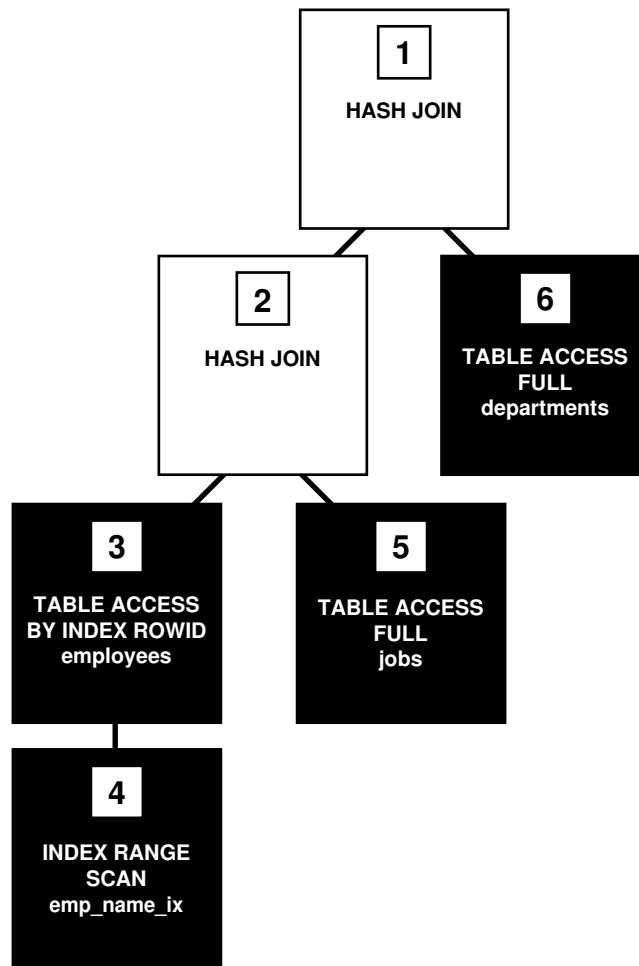 1
HASH JOIN
2
HASH JOIN
6
TABLE ACCESS
FULL
departments
3
TABLE ACCESS
BY INDEX ROWID
employees
5
TABLE ACCESS
FULL
jobs
4
INDEX RANGE
SCAN
emp_name_ix